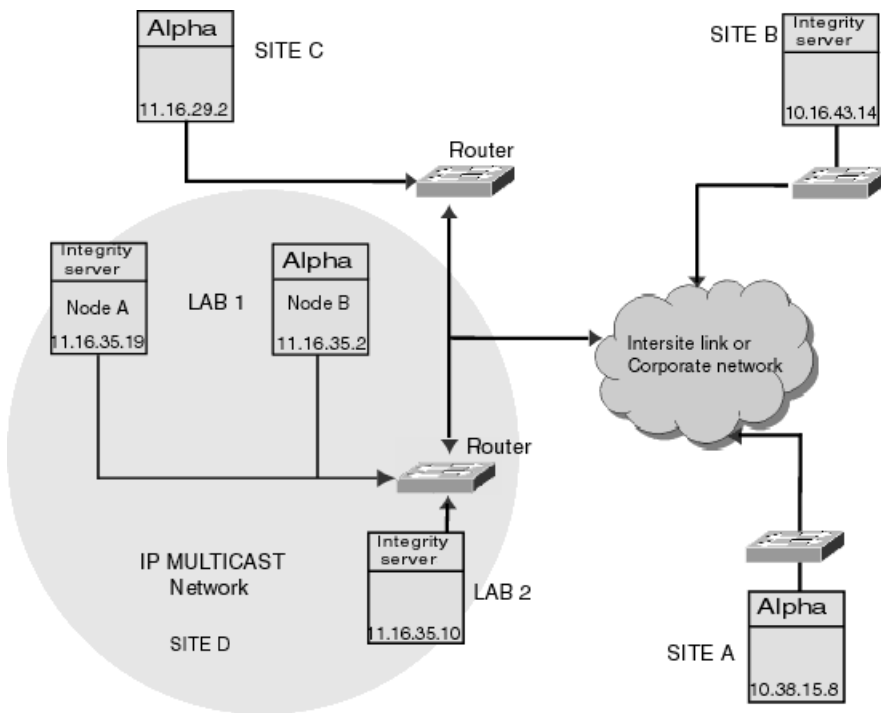 Alpha
11.16.29.2
SITE C
SITE B
Integrity
server
10.16.43.14
Router
Integrity
server
Node A
11.16.35.19
LAB 1
Alpha
Node B
11.16.35.2
Intersite link or
Corporate network
Router
IP MULTICAST
Network
SITE D
Integrity
server
11.16.35.10
LAB 2
SITE A
Alpha
10.38.15.8